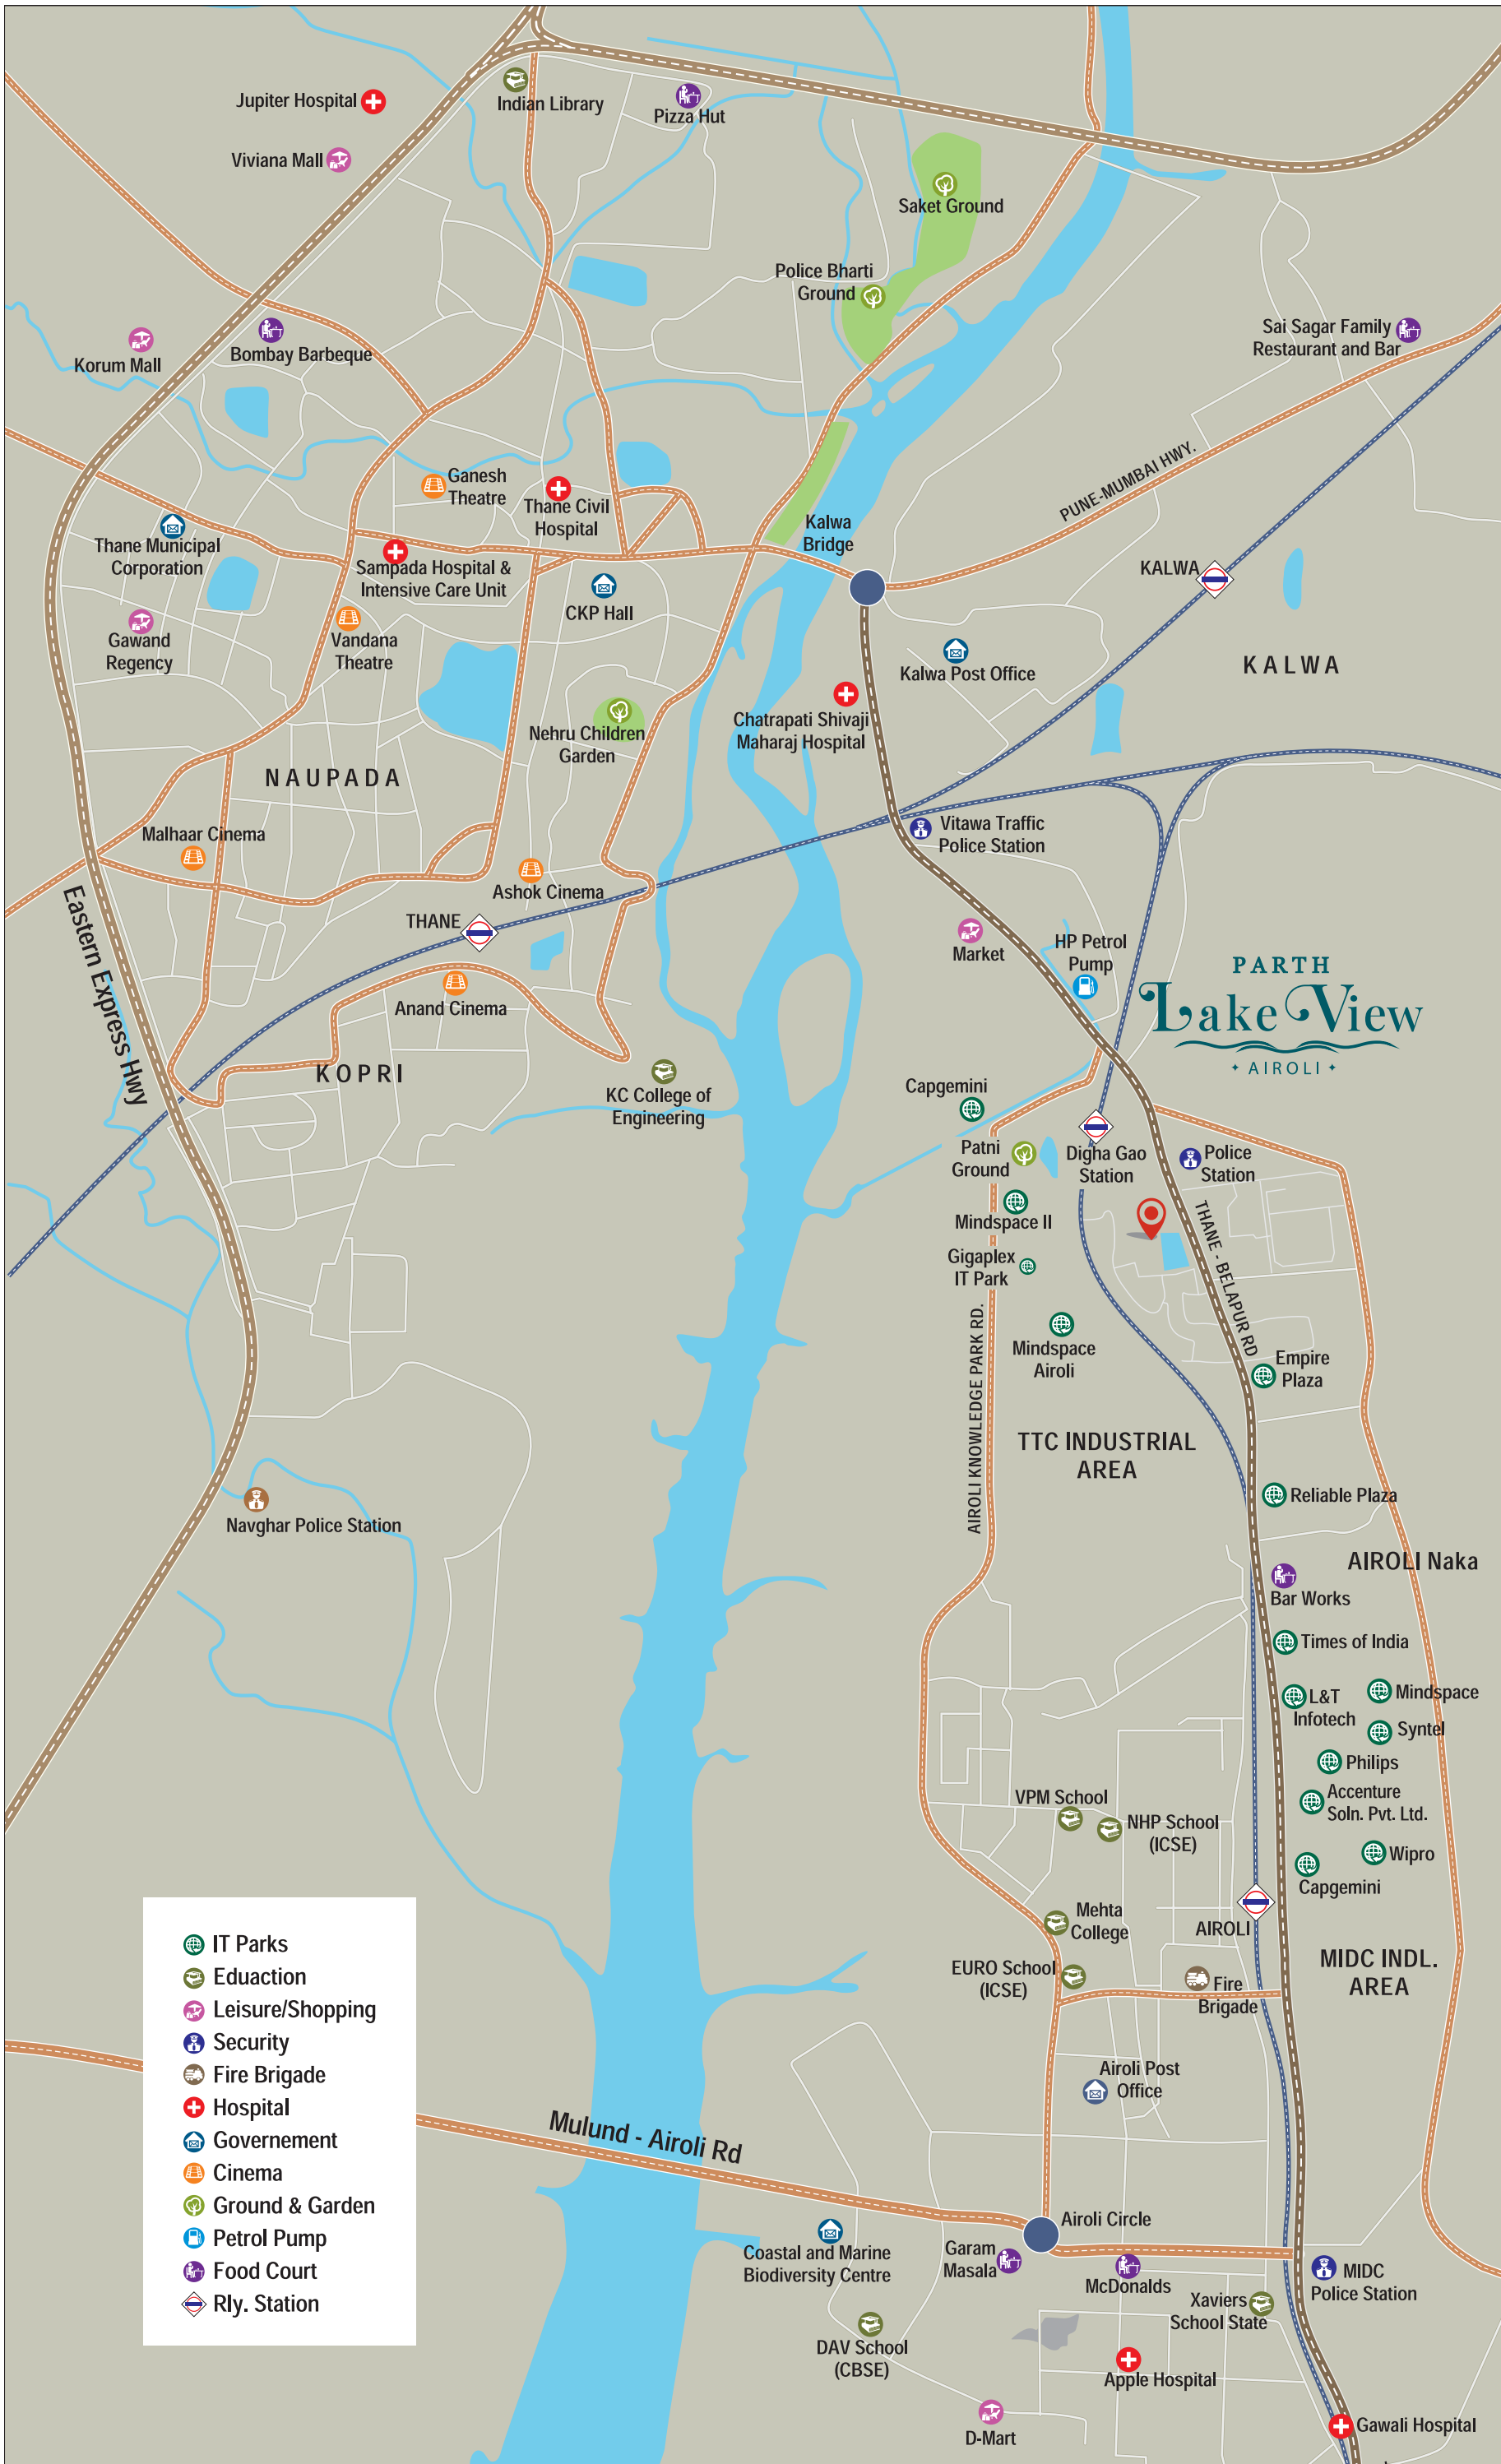 Jupiter Hospital
Indian Library
Pizza Hut
Viviana Mall
Saket Ground
Police Bharti
Ground
Korum Mall
Bombay Barbeque
Sai Sagar Family
Restaurant and Bar
PUNE-MUMBAI HWY.
Ganesh
Theatre
Thane Civil
Hospital
Kalwa
Bridge
Thane Municipal
Corporation
Sampada Hospital &
Intensive Care Unit
CKP Hall
KALWA
Gawand
Regency
Vandana
Theatre
Kalwa Post Office
KALWA
Nehru Children
Garden
Chatrapati Shivaji
Maharaj Hospital
NAUPADA
Malhaar Cinema
Vitawa Traffic
Police Station
Ashok Cinema
Eastern Express Hwy
THANE
Market
HP Petrol
Pump
PARTH
Lake View
AIROLI
Anand Cinema
KOPRI
KC College of
Engineering
Capgemini
Patni
Ground
Digha Gao
Station
Police
Station
Mindspace II
THANE - BELAPUR RD
Gigaplex
IT Park
Mindspace
Airoli
AIROLI KNOWLEDGE PARK RD.
Empire
Plaza
TTC INDUSTRIAL
AREA
Reliable Plaza
Navghar Police Station
AIROLI Naka
Bar Works
Times of India
L&T
Infotech
Mindspace
Syntel
Philips
Accenture
Soln. Pvt. Ltd.
VPM School
NHP School
(ICSE)
Wipro
Capgemini
Mehta
College
AIROLI
EURO School
(ICSE)
Fire
Brigade
MIDC INDL.
AREA
IT Parks
Eduaction
Leisure/Shopping
Security
Fire Brigade
Hospital
Governement
Cinema
Ground & Garden
Petrol Pump
Food Court
Rly. Station
Airoli Post
Office
Mulund - Airoli Rd
Airoli Circle
Coastal and Marine
Biodiversity Centre
Garam
Masala
McDonalds
MIDC
Police Station
Xaviers
School State
DAV School
(CBSE)
Apple Hospital
D-Mart
Gawali Hospital